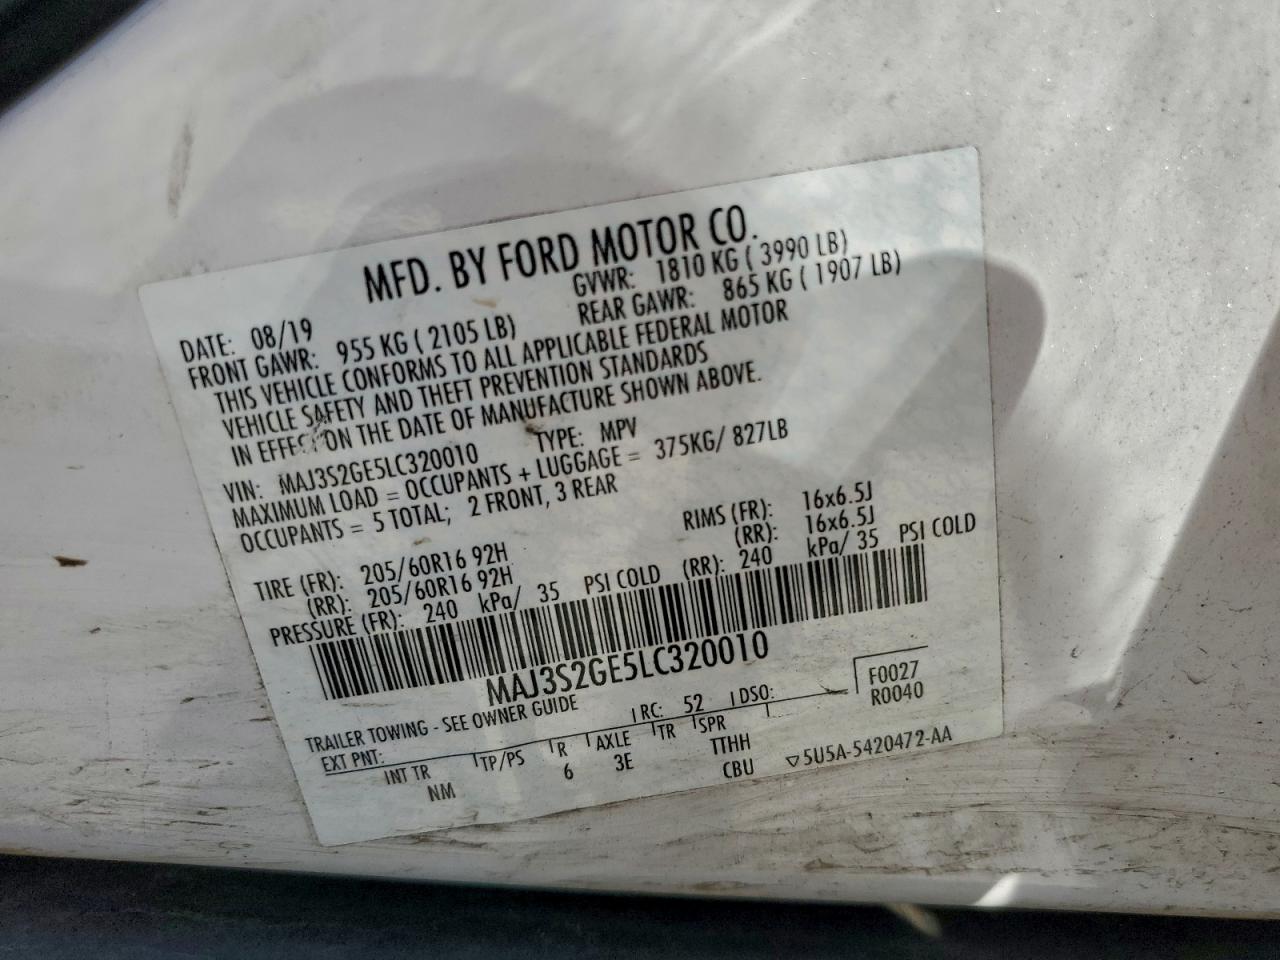 MFD. BY FORD MOTOR CO.
DATE: 08/19 GVWR: 1810 KG ( 3990 LB)
FRONT GAWR: 955 KG ( 2105 LB) REAR GAWR: 865 KG ( 1907 LB)
THIS VEHICLE CONFORMS TO ALL APPLICABLE FEDERAL MOTOR
VEHICLE SAFETY AND THEFT PREVENTION STANDARDS
IN EFFECT ON THE DATE OF MANUFACTURE SHOWN ABOVE.
VIN: MAJ3S2GE5LC320010 TYPE: MPV
MAXIMUM LOAD = OCCUPANTS + LUGGAGE = 375KG/ 827LB
OCCUPANTS = 5 TOTAL; 2 FRONT, 3 REAR
TIRE (FR): 205/60R16 92H RIMS (FR): 16x6.5J
(RR): 205/60R16 92H (RR): 16x6.5J
PRESSURE (FR): 240 kPa/ 35 PSI COLD (RR): 240 kPa/ 35 PSI COLD
MAJ3S2GE5LC320010
TRAILER TOWING - SEE OWNER GUIDE
EXT PNT: RC: 52 DSO: F0027
R0040
INT TR TP/PS R AXLE TR SPR
NM 6 3E TTHH
CBU ▽5U5A-5420472-AA